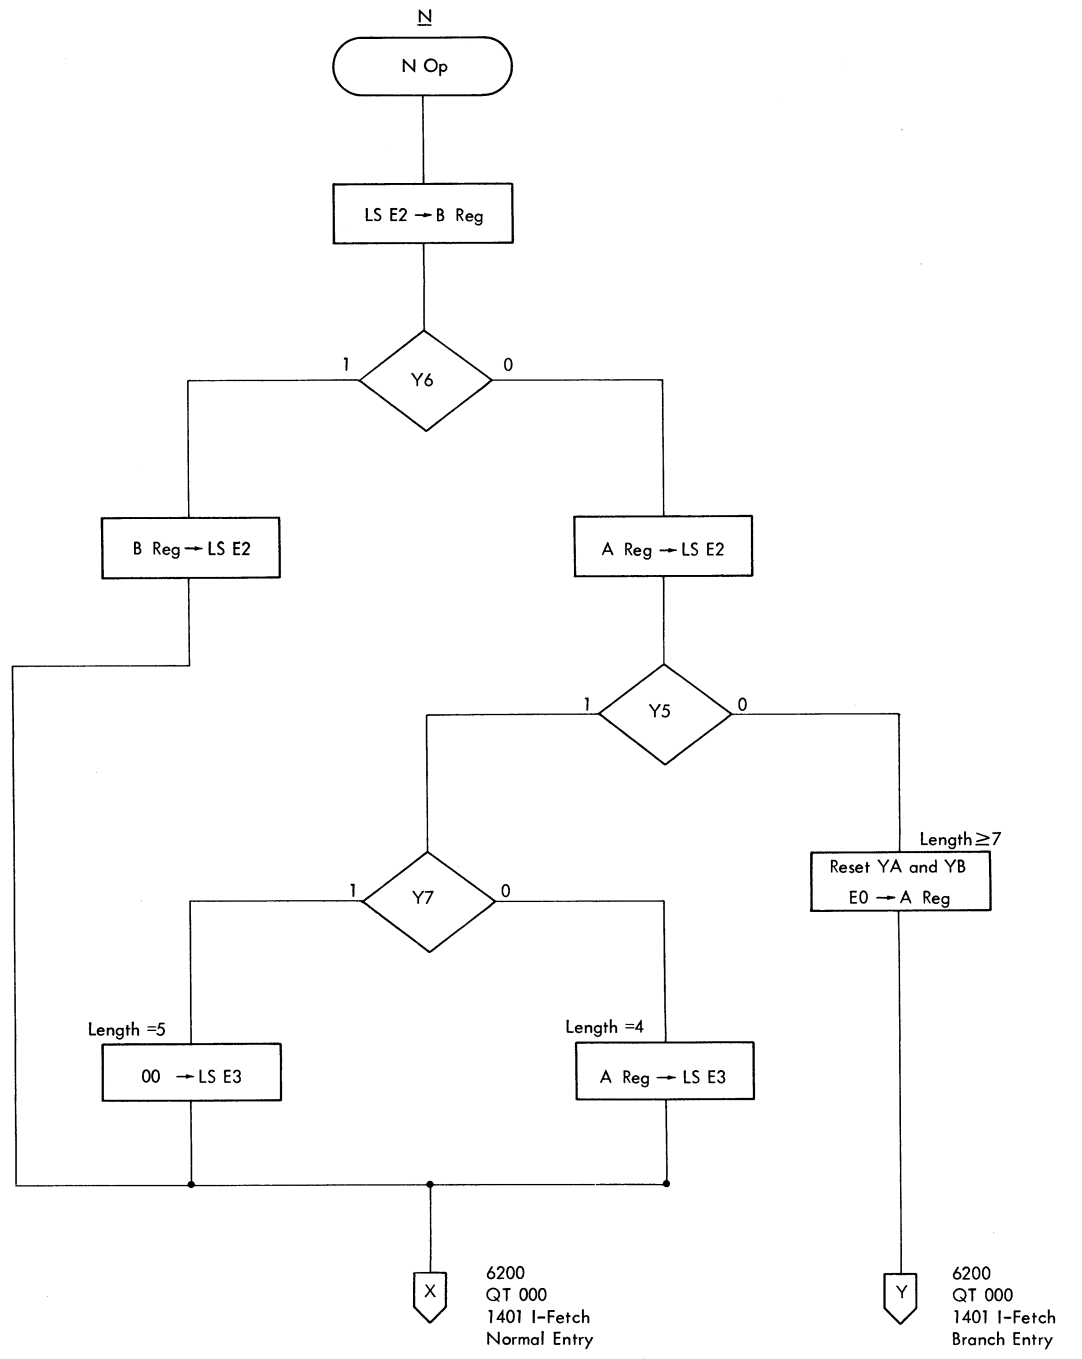 N
N Op
LS E2 → B Reg
1
Y6
0
B Reg → LS E2
A Reg → LS E2
1
Y5
0
Length ≥7
Reset YA and YB
E0 → A Reg
1
Y7
0
Length =5
00 → LS E3
Length =4
A Reg → LS E3
X
6200
QT 000
1401 I-Fetch
Normal Entry
Y
6200
QT 000
1401 I-Fetch
Branch Entry